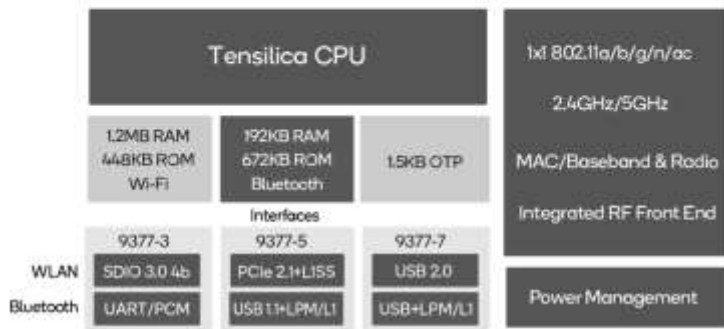 Tensilica CPU
1x1 802.11a/b/g/n/ac
2.4GHz/5GHz
MAC/Baseband & Radio
Integrated RF Front End
1.2MB RAM
448KB ROM
Wi-Fi
192KB RAM
672KB ROM
Bluetooth
1.5KB OTP
Interfaces
9377-3
9377-5
9377-7
WLAN
SDIO 3.0 4b
PCIe 2.1+L1SS
USB 2.0
Bluetooth
UART/PCM
USB 1.1+LPM/L1
USB+LPM/L1
Power Management